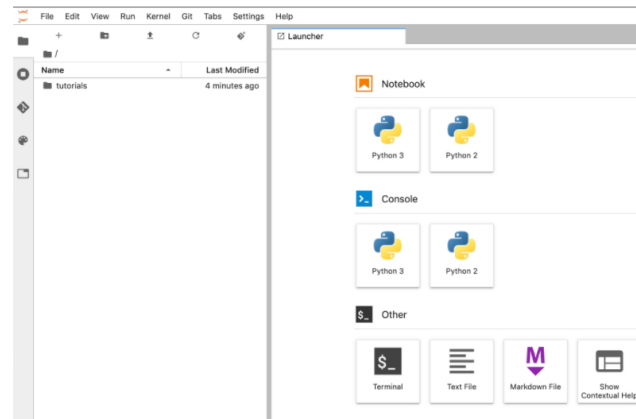 File Edit View Run Kernel Git Tabs Settings Help
/
Name Last Modified
tutorials 4 minutes ago
Launcher
Notebook
Python 3 Python 2
>_ Console
Python 3 Python 2
$_ Other
$_ M
Terminal Text File Markdown File Show
Contextual Help